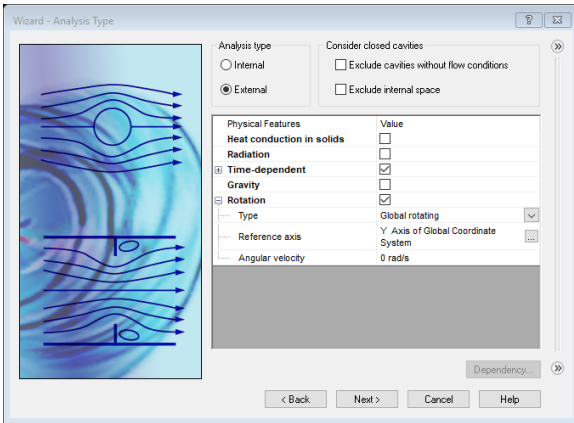 Wizard - Analysis Type
Analysis type
Consider closed cavities
Internal
Exclude cavities without flow conditions
External
Exclude internal space
Physical Features Value
Heat conduction in solids
Radiation
Time-dependent
Gravity
Rotation
Type Global rotating
Reference axis Y Axis of Global Coordinate
System
...
Angular velocity 0 rad/s
Dependency...
< Back Next > Cancel Help